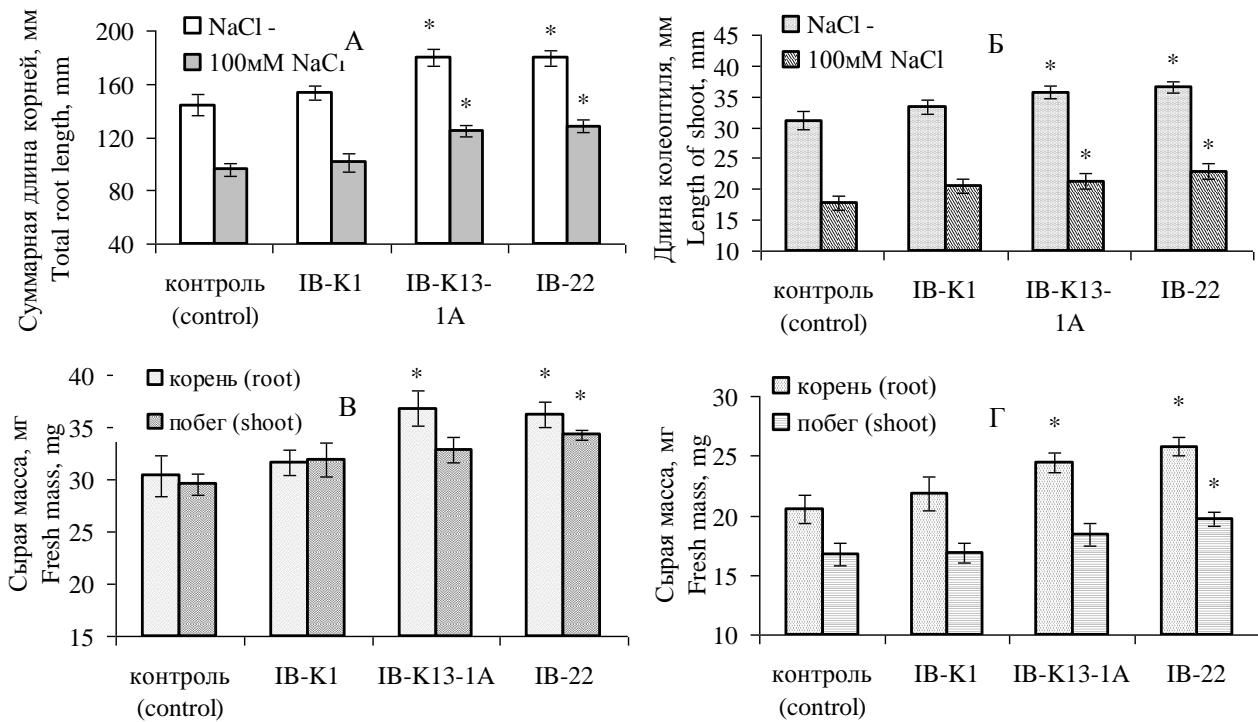 Суммарная длина корней, мм
Total root length, mm
200
160
120
80
40
NaCl -
100мМ NaCl
А
*
*
*
*
контроль
(control)
IB-K1
IB-K13-
1A
IB-22
Длина колеоптиля, мм
Length of shoot, mm
45
40
35
30
25
20
15
10
NaCl -
100мМ NaCl
Б
*
*
*
*
контроль
(control)
IB-K1
IB-K13-
1A
IB-22
Сырая масса, мг
Fresh mass, mg
40
35
30
25
20
15
корень (root)
побег (shoot)
В
*
*
*
контроль
(control)
IB-K1
IB-K13-1A
IB-22
Сырая масса, мг
Fresh mass, mg
30
25
20
15
10
корень (root)
побег (shoot)
Г
*
*
*
контроль
(control)
IB-K1
IB-K13-1A
IB-22